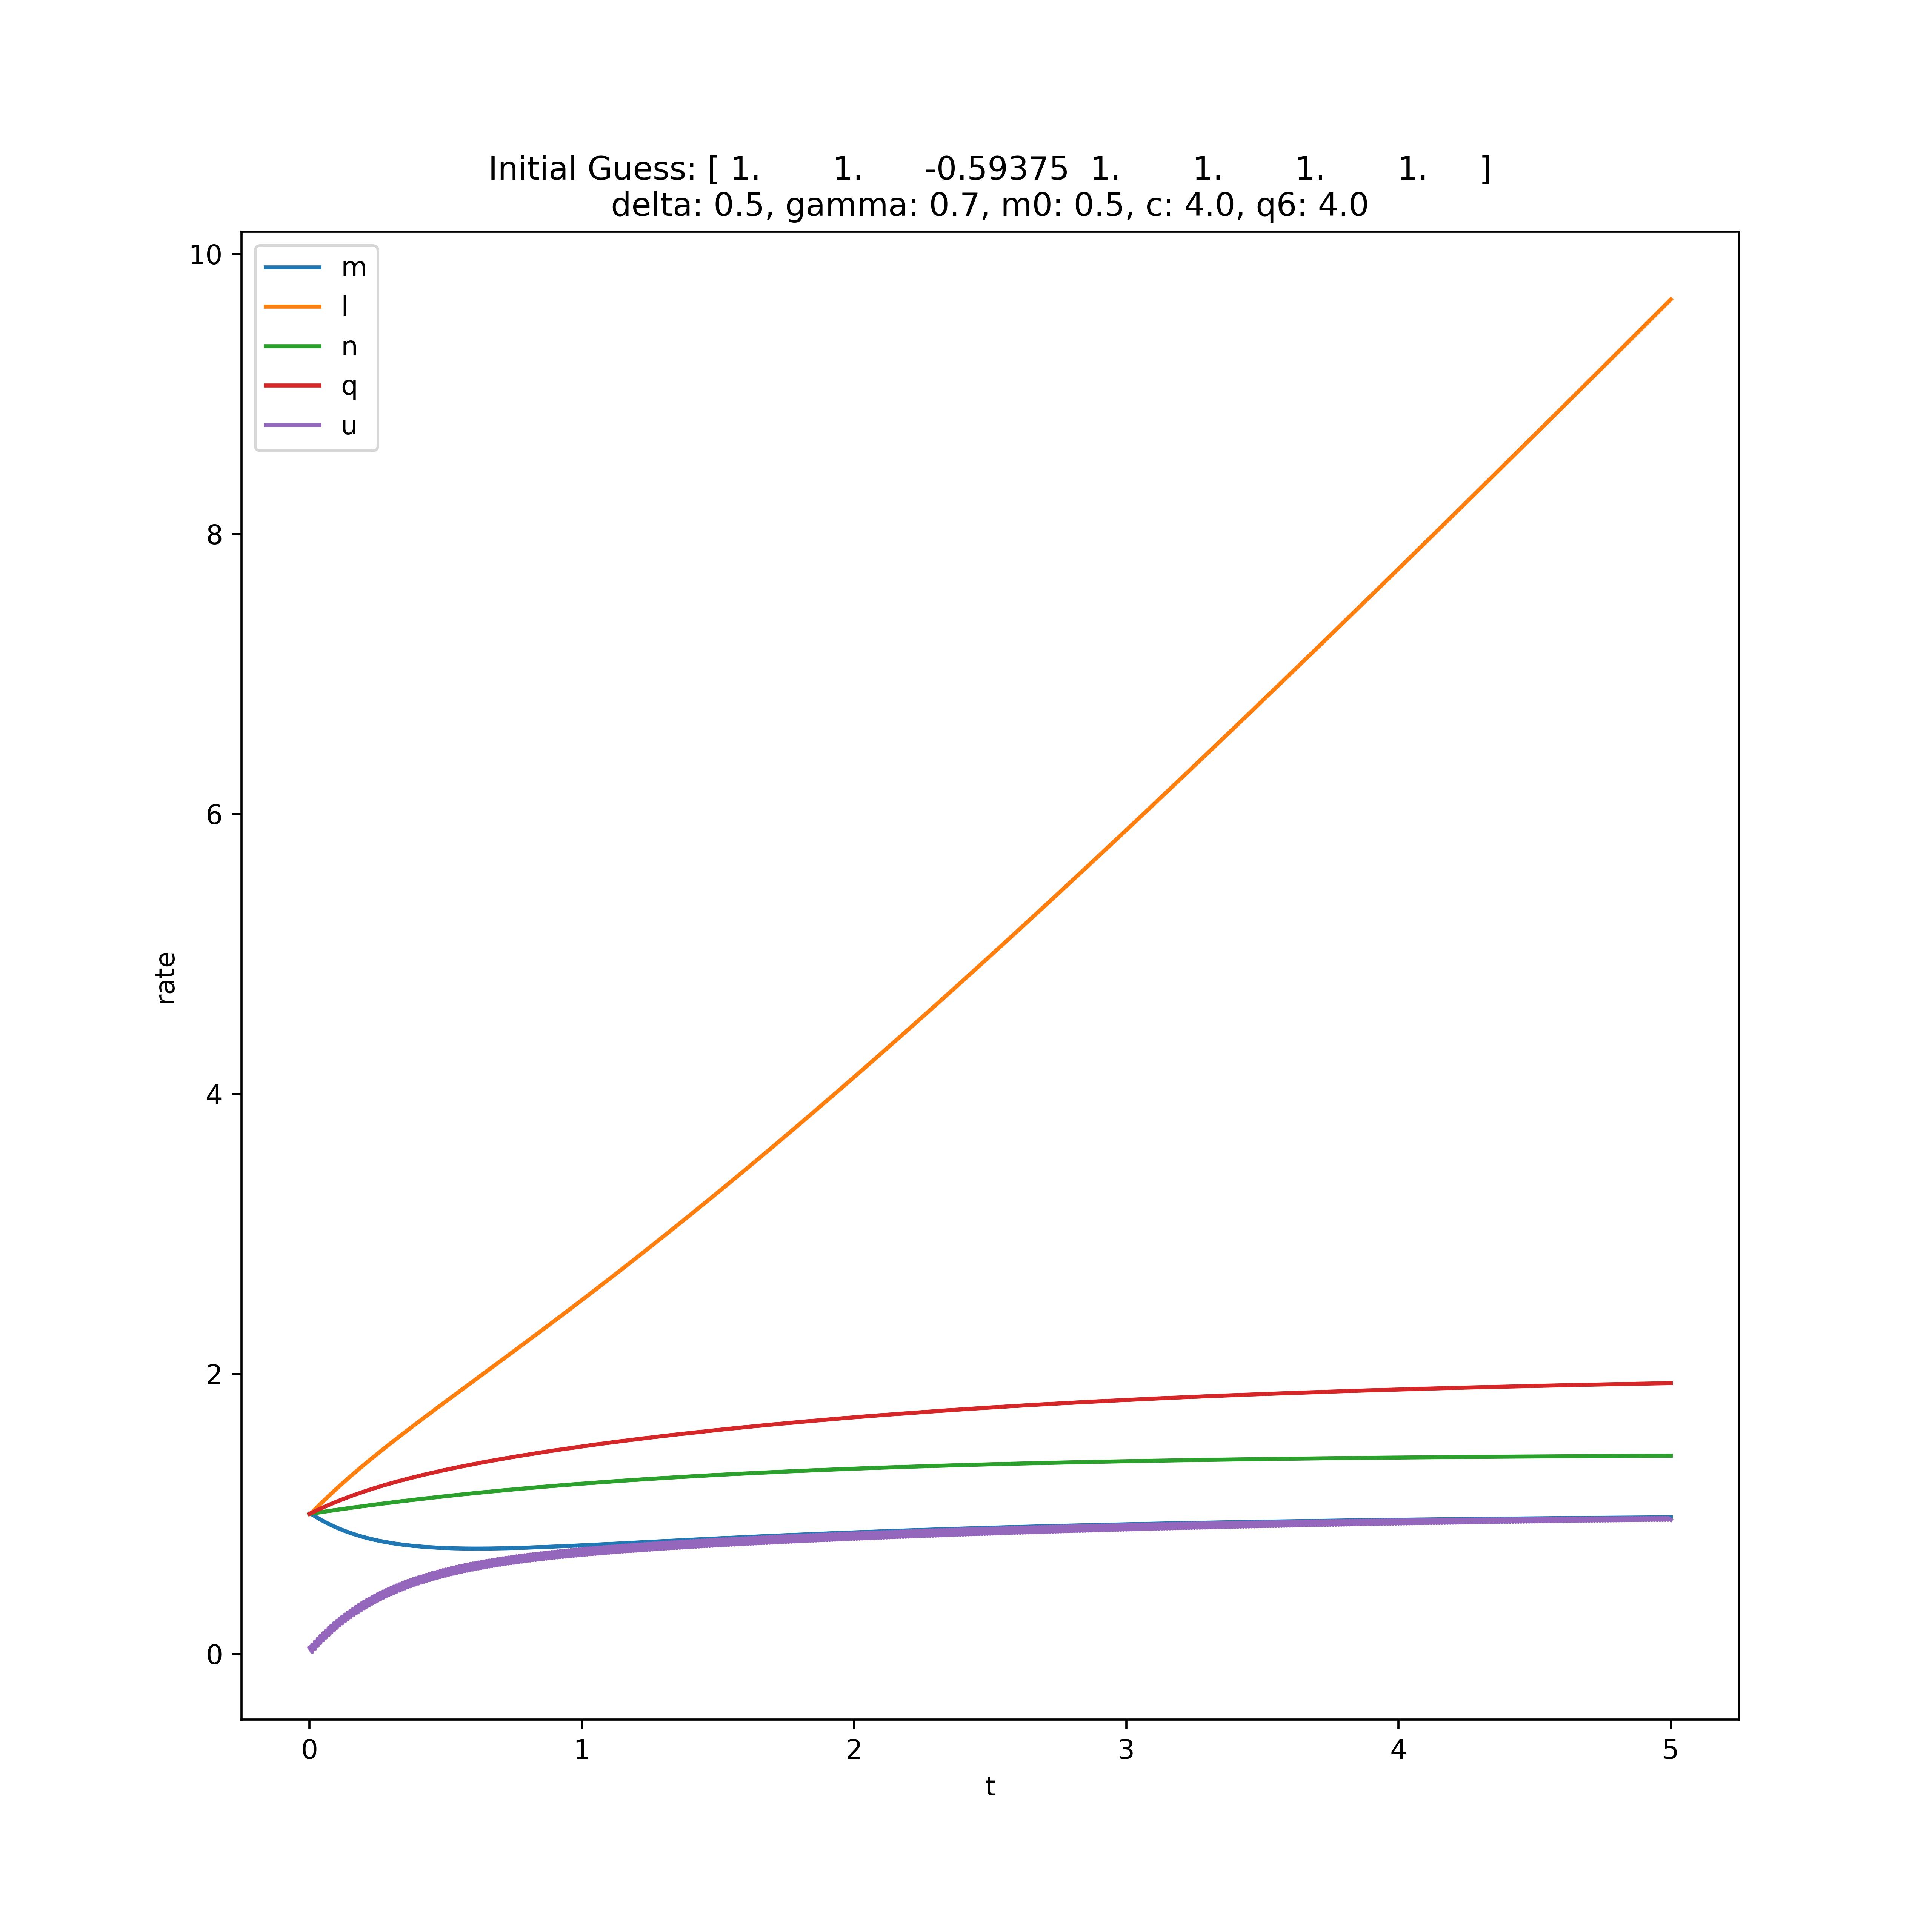 Initial Guess: [ 1. 1. -0.59375 1. 1. 1. 1. ]
delta: 0.5, gamma: 0.7, m0: 0.5, c: 4.0, q6: 4.0
m
l
n
q
u
10
8
6
4
2
0
rate
0 1 2 3 4 5
t